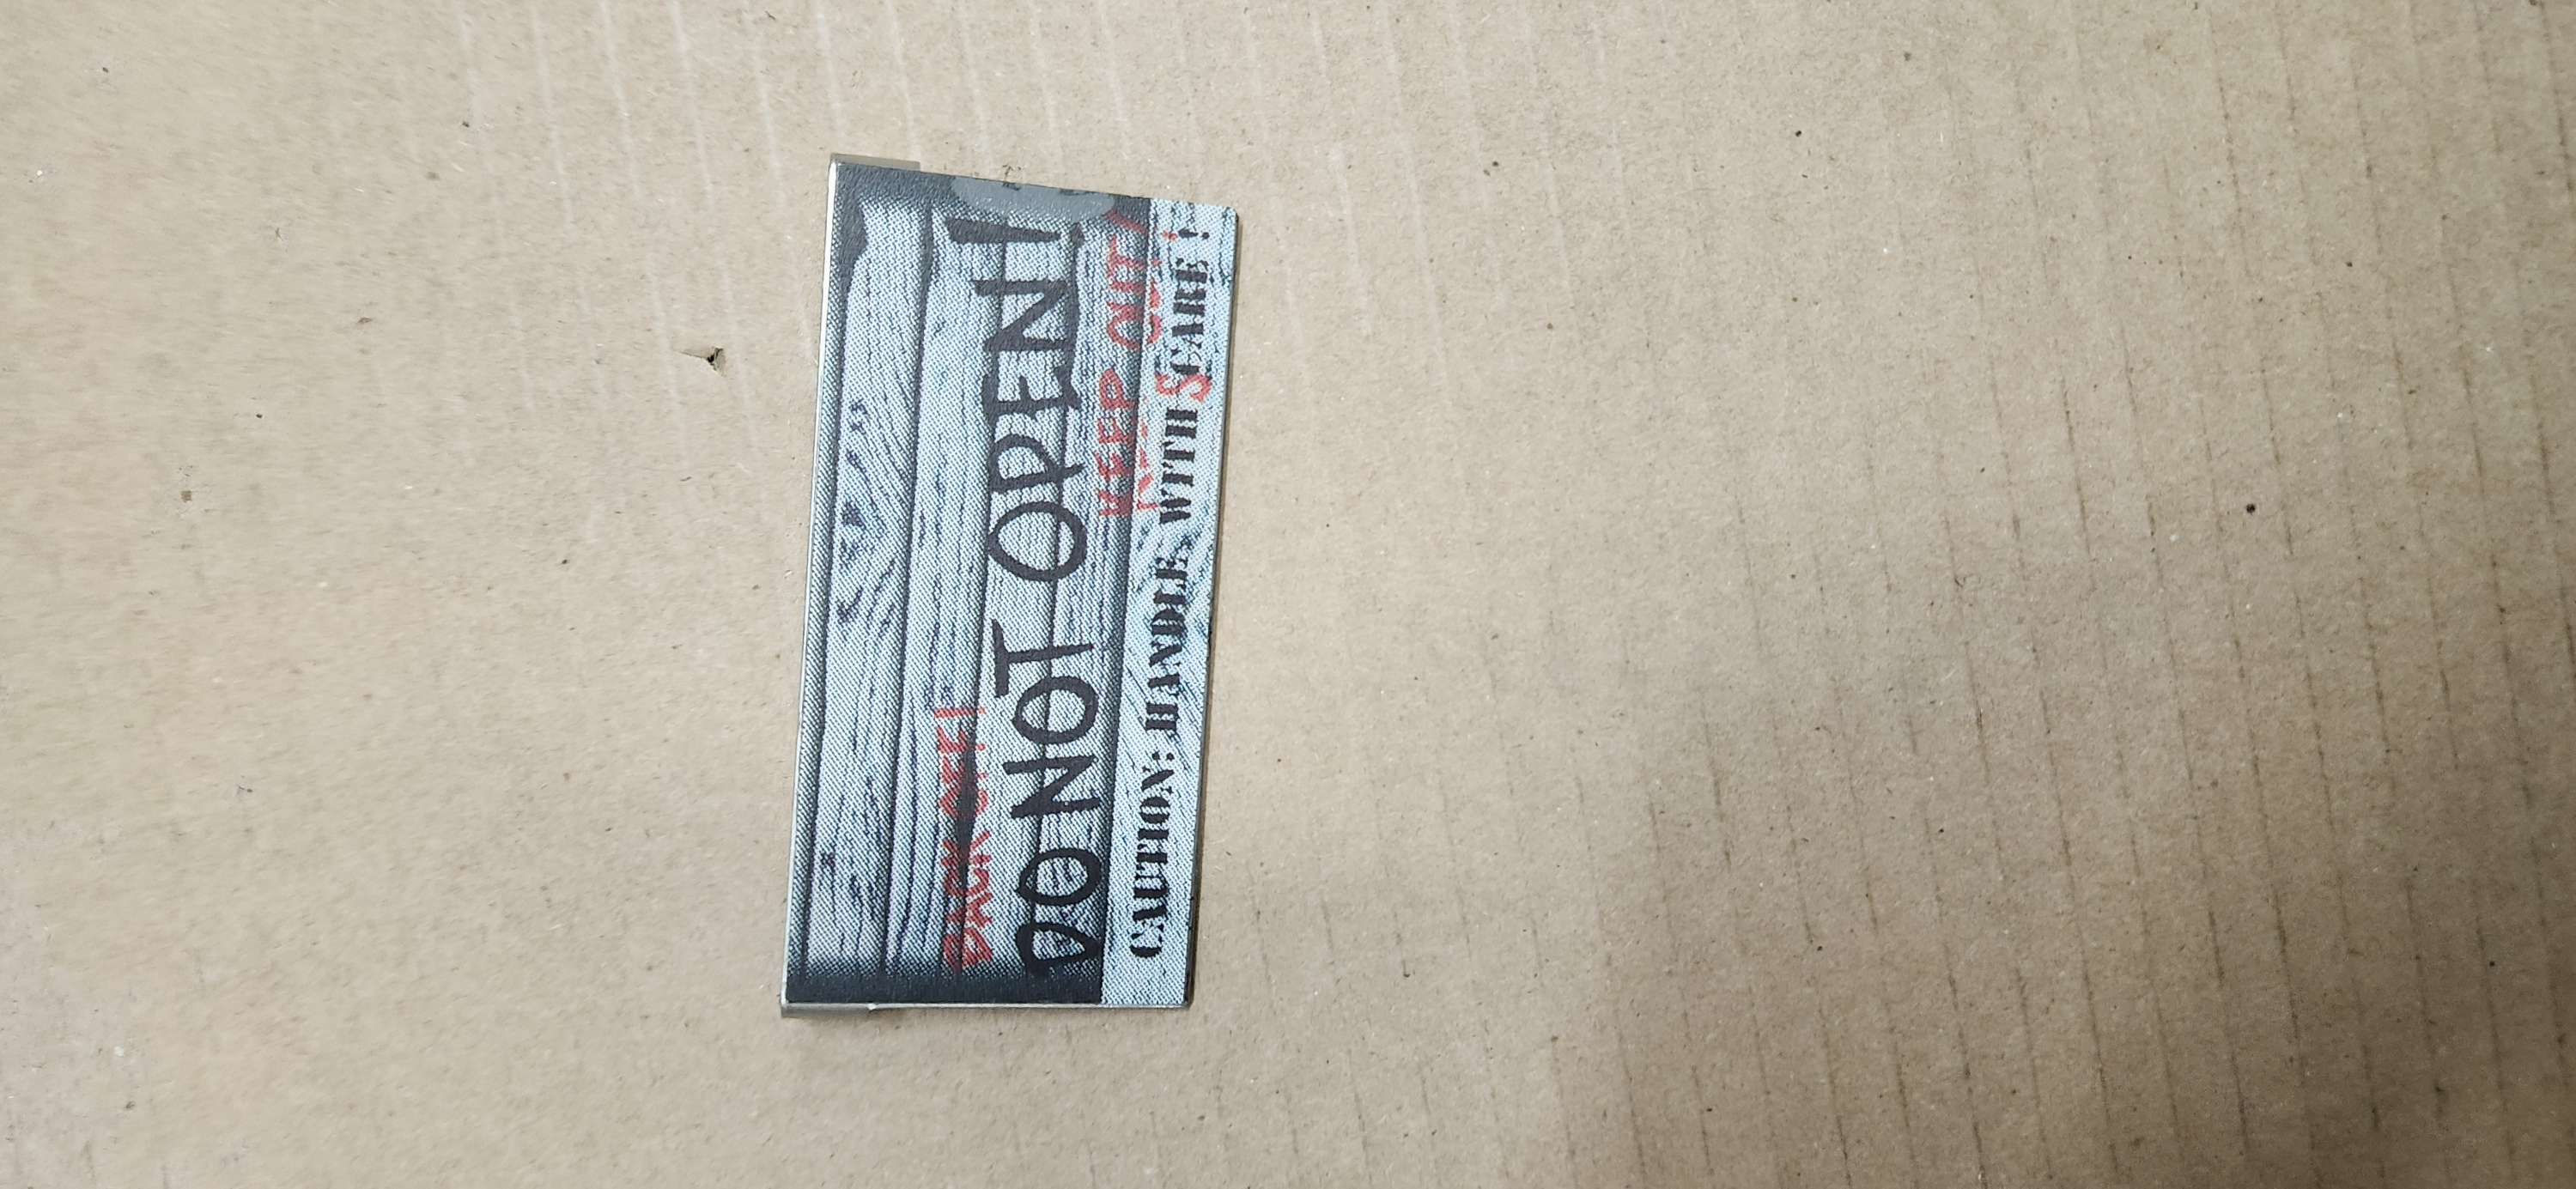 BACK OFF!
DO NOT OPEN!
KEEP OUT!
CAUTION: HANDLE WITH SCARE!